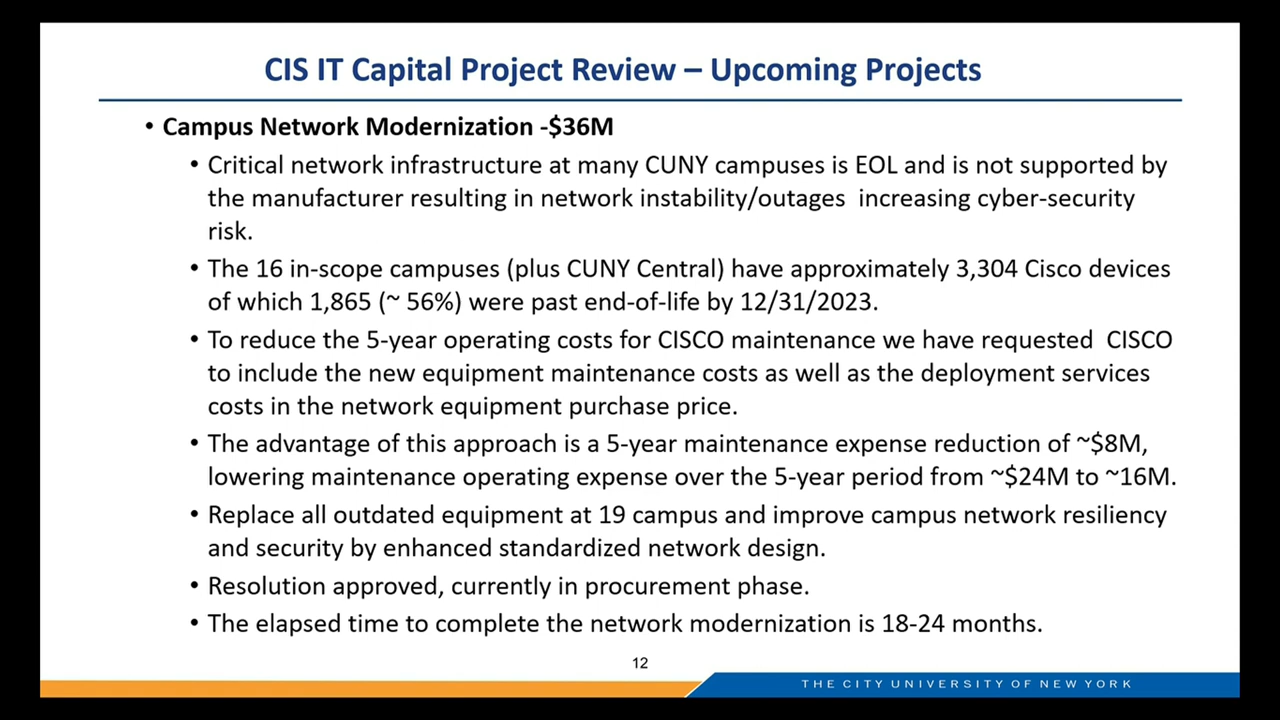 CIS IT Capital Project Review – Upcoming Projects
• Campus Network Modernization -$36M
• Critical network infrastructure at many CUNY campuses is EOL and is not supported by
the manufacturer resulting in network instability/outages  increasing cyber-security
risk.
• The 16 in-scope campuses (plus CUNY Central) have approximately 3,304 Cisco devices
of which 1,865 (~ 56%) were past end-of-life by 12/31/2023.
• To reduce the 5-year operating costs for CISCO maintenance we have requested  CISCO
to include the new equipment maintenance costs as well as the deployment services
costs in the network equipment purchase price.
• The advantage of this approach is a 5-year maintenance expense reduction of ~$8M,
lowering maintenance operating expense over the 5-year period from ~$24M to ~16M.
• Replace all outdated equipment at 19 campus and improve campus network resiliency
and security by enhanced standardized network design.
• Resolution approved, currently in procurement phase.
• The elapsed time to complete the network modernization is 18-24 months.
12
THE CITY UNIVERSITY OF NEW YORK